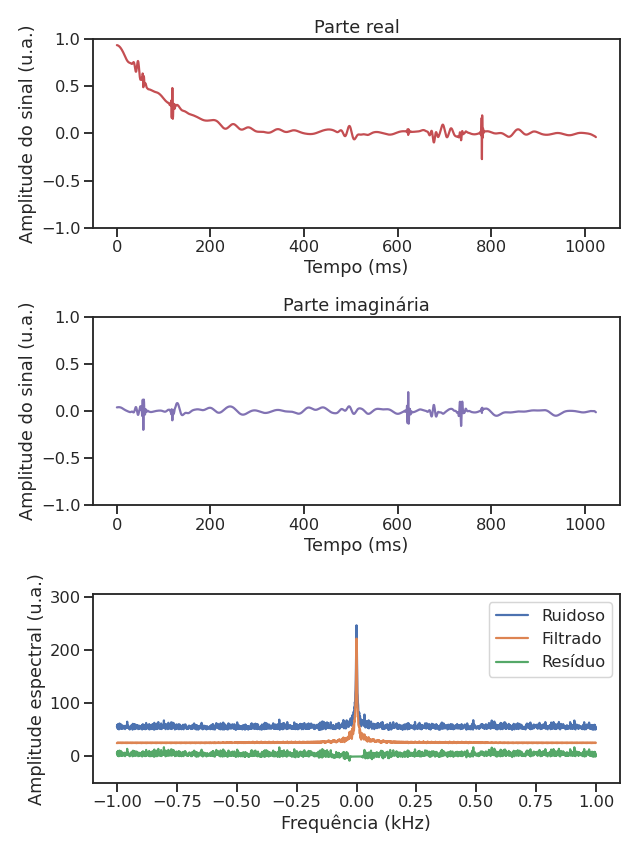 Parte real
Amplitude do sinal (u.a.)
1.0
0.5
0.0
−0.5
−1.0
0 200 400 600 800 1000
Tempo (ms)
Parte imaginária
Amplitude do sinal (u.a.)
1.0
0.5
0.0
−0.5
−1.0
0 200 400 600 800 1000
Tempo (ms)
Amplitude espectral (u.a.)
300
200
100
0
Ruidoso
Filtrado
Resíduo
−1.00 −0.75 −0.50 −0.25 0.00 0.25 0.50 0.75 1.00
Frequência (kHz)